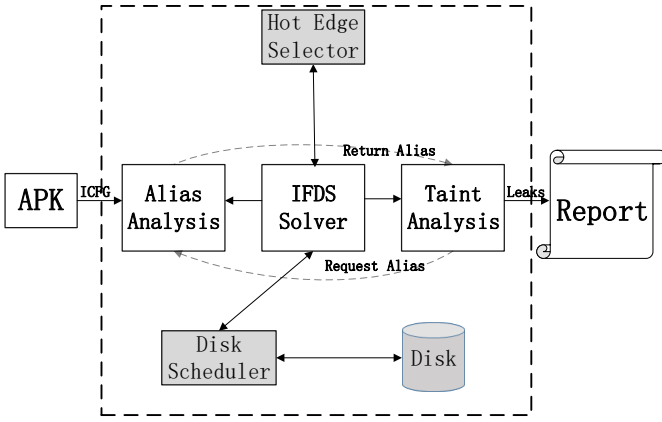 Hot Edge
Selector
Return Alias
APK
ICFG
Alias
Analysis
IFDS
Solver
Taint
Analysis
Leaks
Report
Request Alias
Disk
Scheduler
Disk